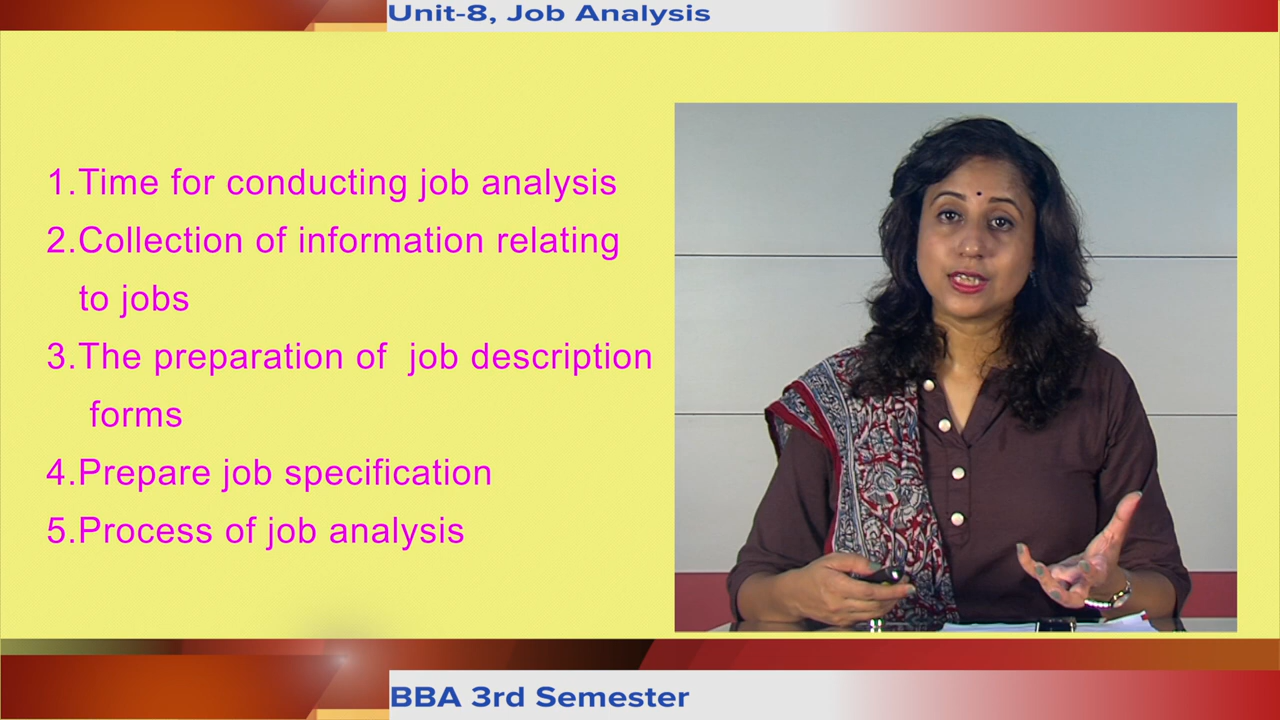 Unit-8, Job Analysis
1.Time for conducting job analysis
2.Collection of information relating
to jobs
3.The preparation of job description
forms
4.Prepare job specification
5.Process of job analysis
BBA 3rd Semester